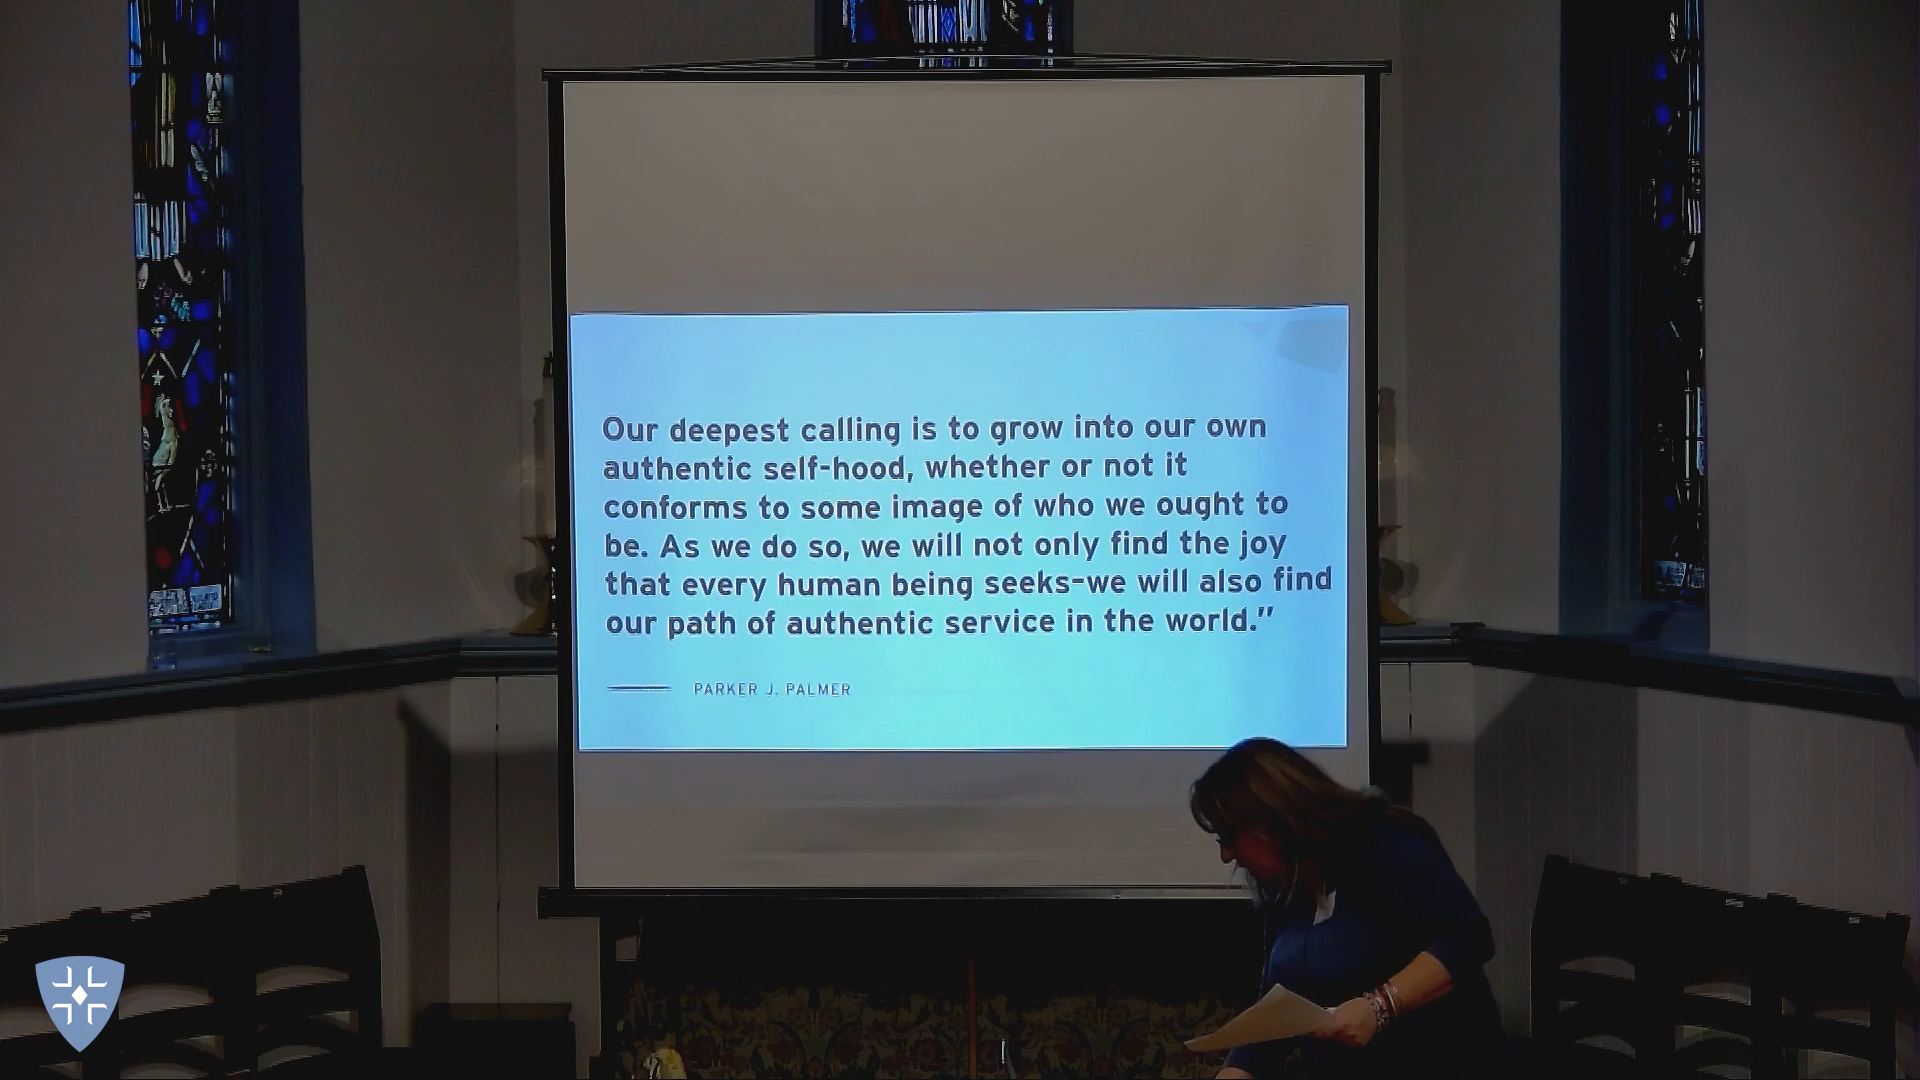 Our deepest calling is to grow into our own
authentic self-hood, whether or not it
conforms to some image of who we ought to
be. As we do so, we will not only find the joy
that every human being seeks-we will also find
our path of authentic service in the world.”
PARKER J. PALMER